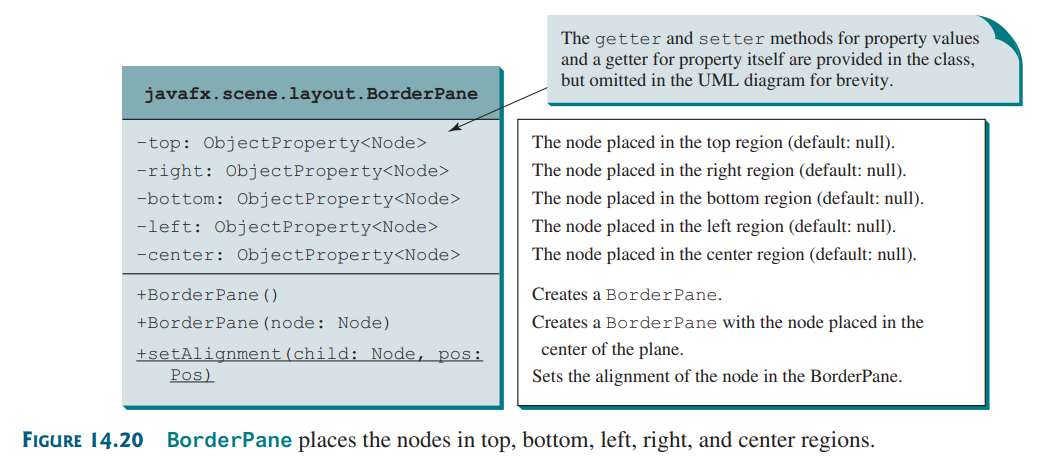 The getter and setter methods for property values
and a getter for property itself are provided in the class,
but omitted in the UML diagram for brevity.
javafx.scene.layout.BorderPane
-top: ObjectProperty<Node>
-right: ObjectProperty<Node>
-bottom: ObjectProperty<Node>
-left: ObjectProperty<Node>
-center: ObjectProperty<Node>
+BorderPane()
+BorderPane(node: Node)
+setAlignment(child: Node, pos:
Pos)
The node placed in the top region (default: null).
The node placed in the right region (default: null).
The node placed in the bottom region (default: null).
The node placed in the left region (default: null).
The node placed in the center region (default: null).
Creates a BorderPane.
Creates a BorderPane with the node placed in the
center of the plane.
Sets the alignment of the node in the BorderPane.
FIGURE 14.20 BorderPane places the nodes in top, bottom, left, right, and center regions.